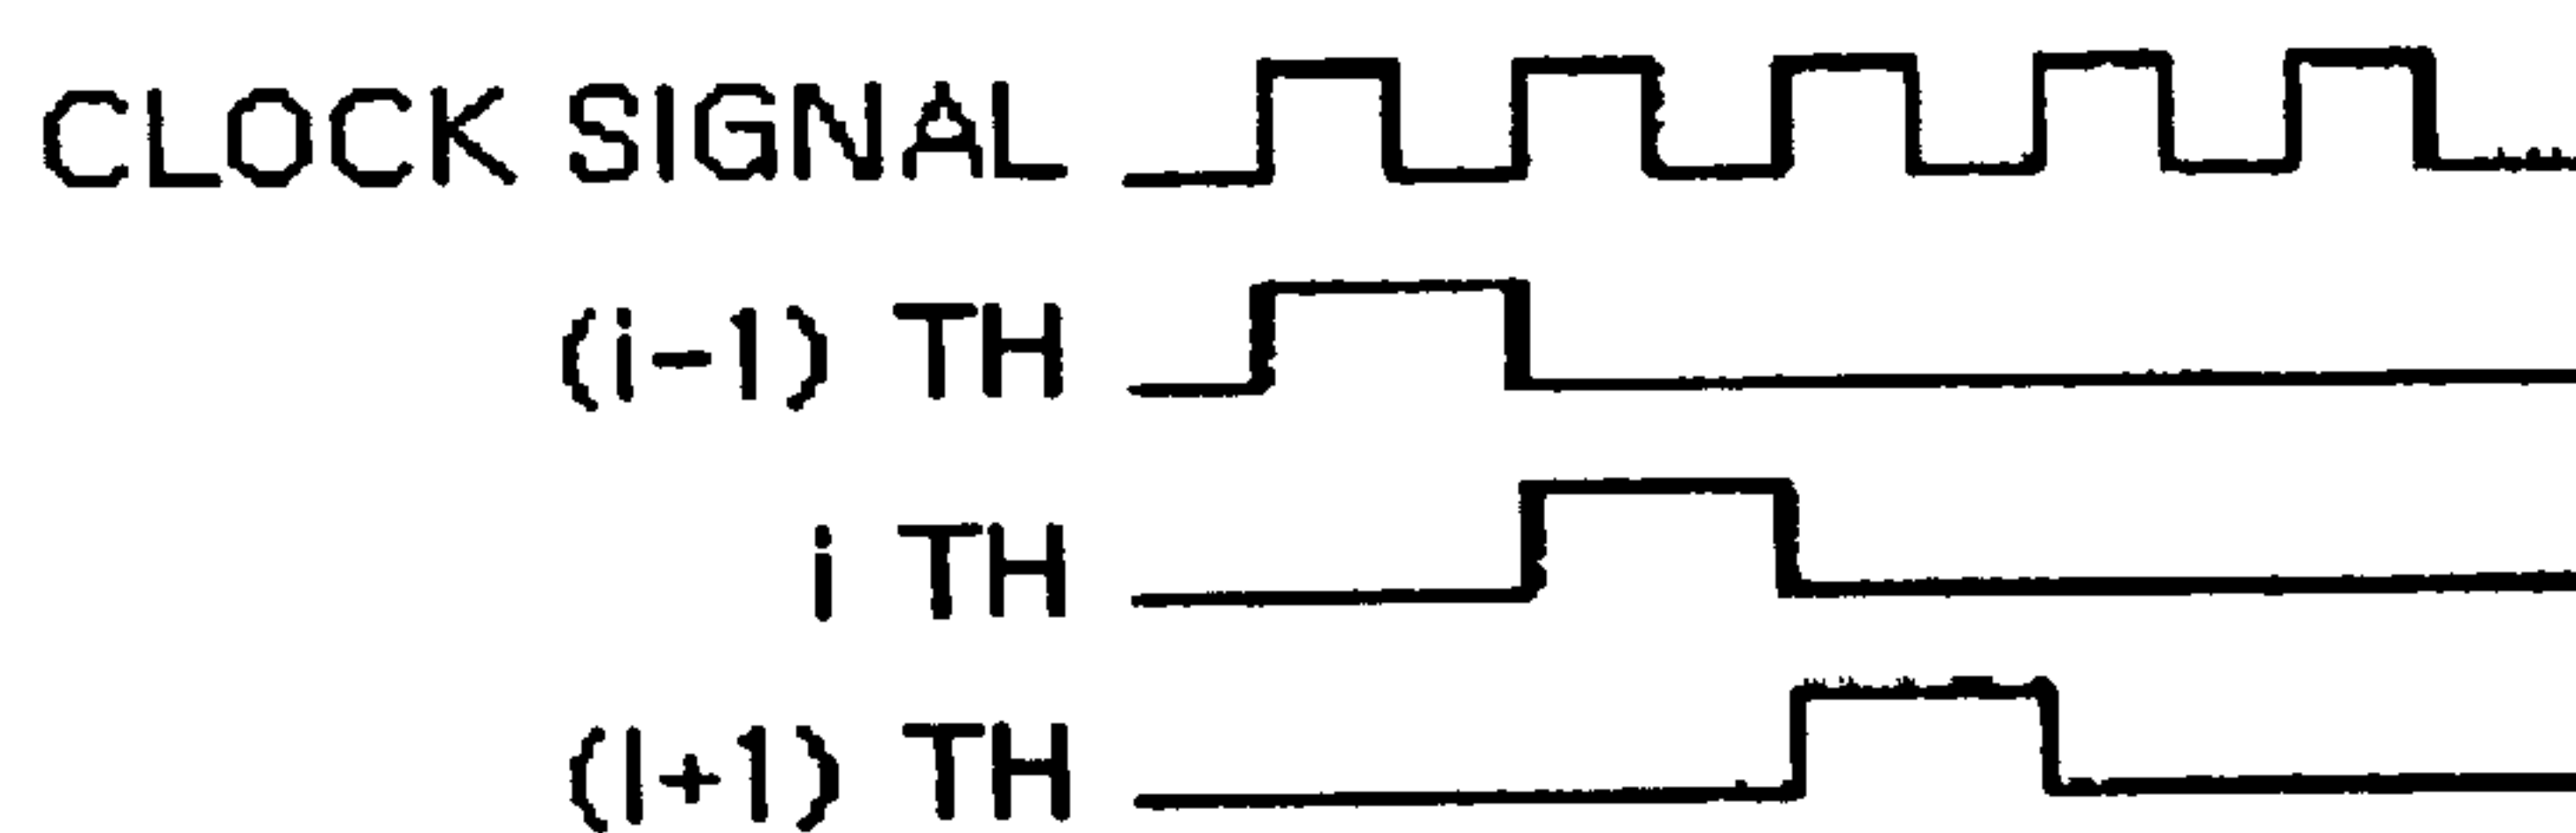 CLOCK SIGNAL
(i-1) TH
i TH
(I+1) TH